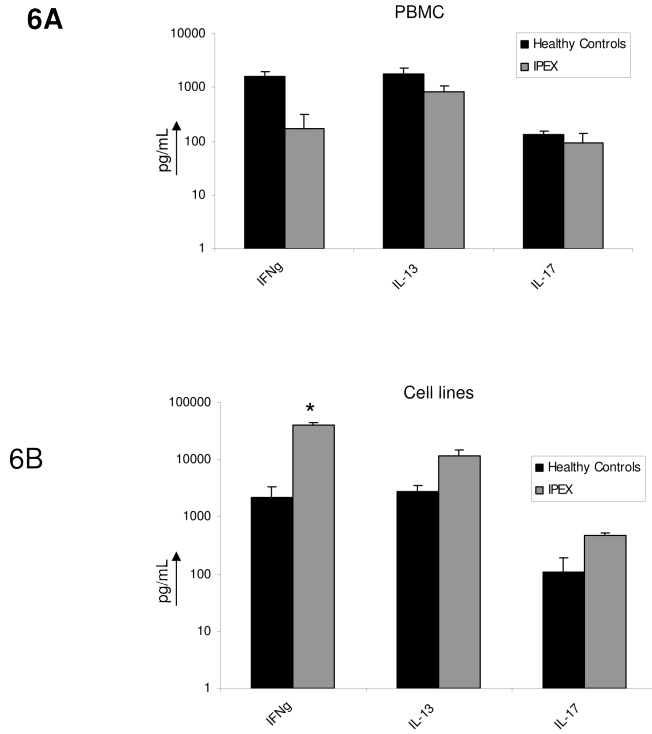 6A
PBMC
10000
1000
100
10
1
pg/mL
Healthy Controls
IPEX
IFNg
IL-13
IL-17
6B
Cell lines
100000
10000
1000
100
10
1
pg/mL
*
Healthy Controls
IPEX
IFNg
IL-13
IL-17